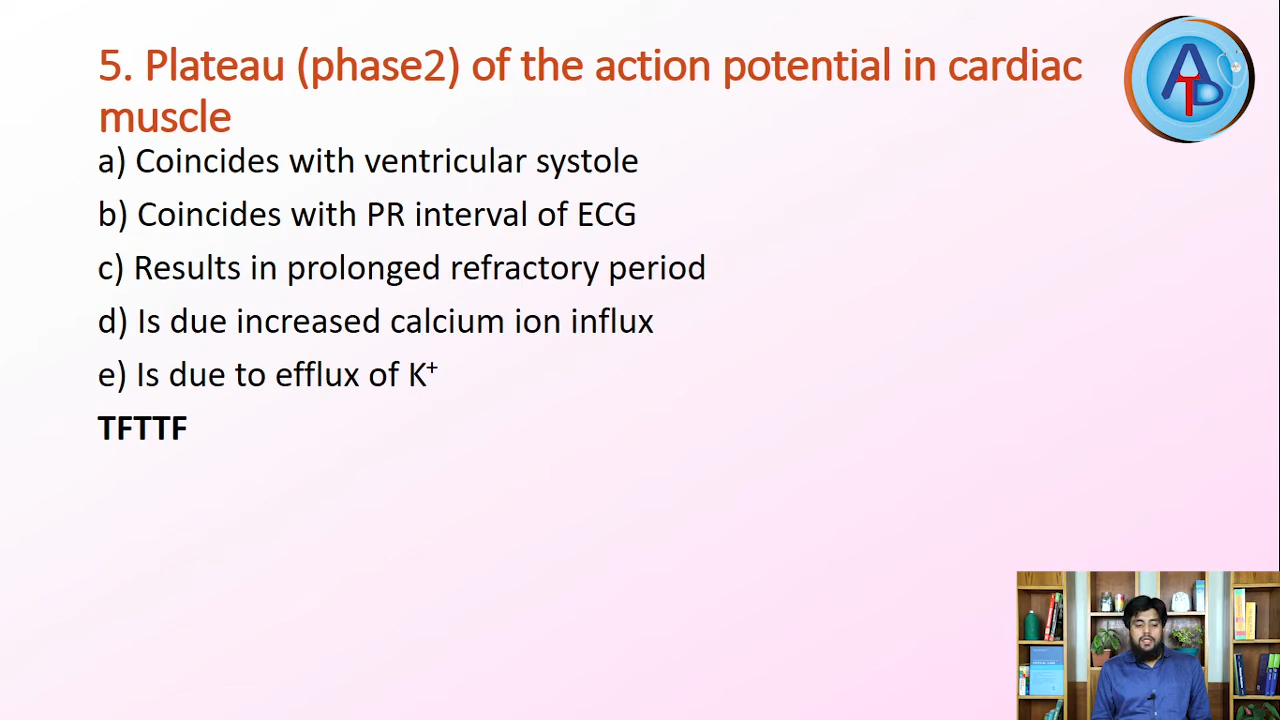 5. Plateau (phase2) of the action potential in cardiac
muscle
a) Coincides with ventricular systole
b) Coincides with PR interval of ECG
c) Results in prolonged refractory period
d) Is due increased calcium ion influx
e) Is due to efflux of K⁺
TFTTF
ATB